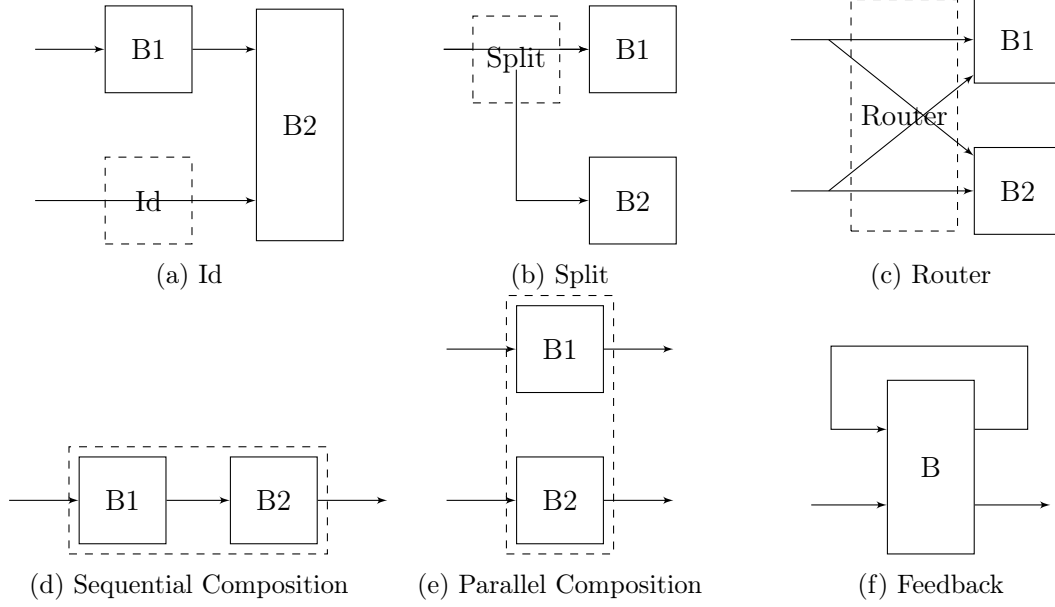 B1
B2
Id
(a) Id
Split
B1
B2
(b) Split
B1
Router
B2
(c) Router
B1
B2
(d) Sequential Composition
B1
B2
(e) Parallel Composition
B
(f) Feedback